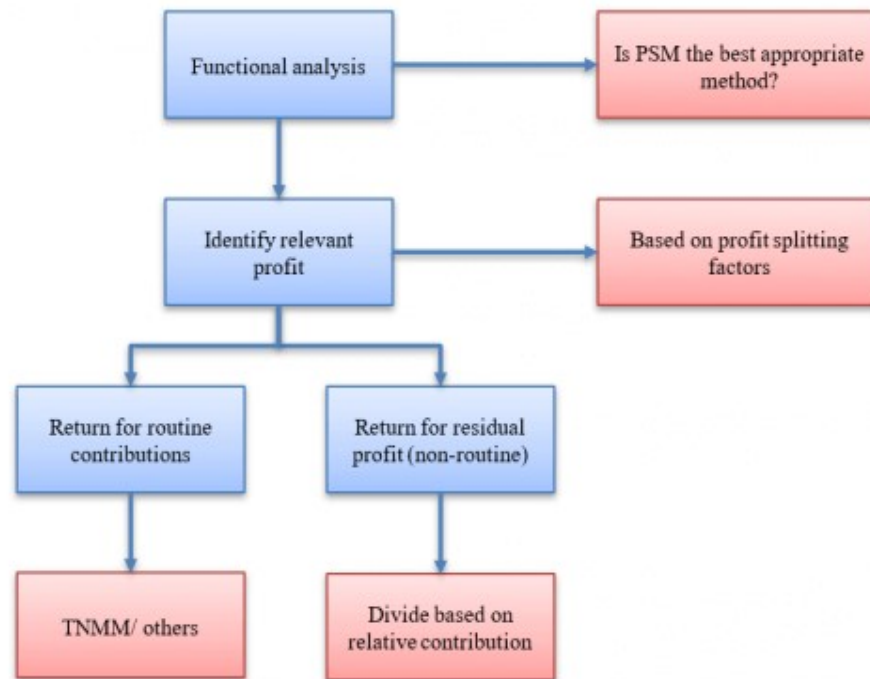 Functional analysis
Is PSM the best appropriate
method?
Identify relevant
profit
Based on profit splitting
factors
Return for routine
contributions
Return for residual
profit (non-routine)
TNMM/ others
Divide based on
relative contribution